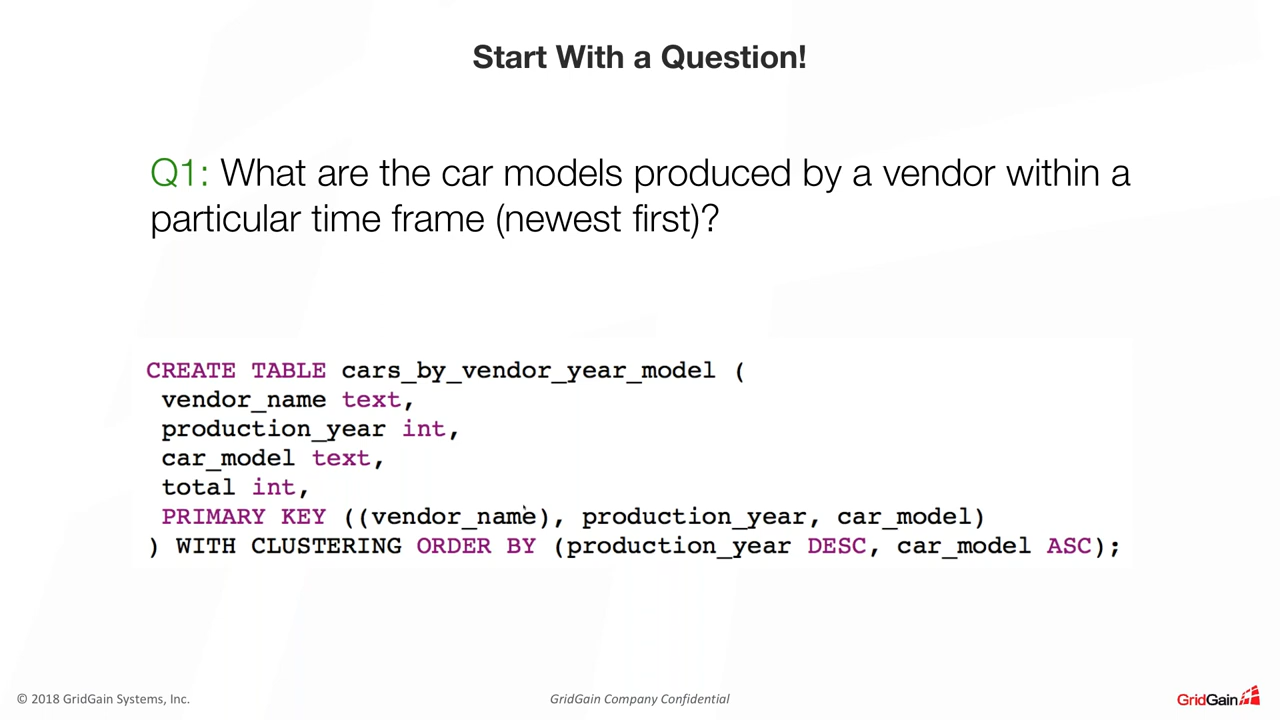 Start With a Question!
Q1: What are the car models produced by a vendor within a
particular time frame (newest first)?
CREATE TABLE cars_by_vendor_year_model (
vendor_name text,
production_year int,
car_model text,
total int,
PRIMARY KEY ((vendor_name), production_year, car_model)
) WITH CLUSTERING ORDER BY (production_year DESC, car_model ASC);
© 2018 GridGain Systems, Inc.
GridGain Company Confidential
GridGain